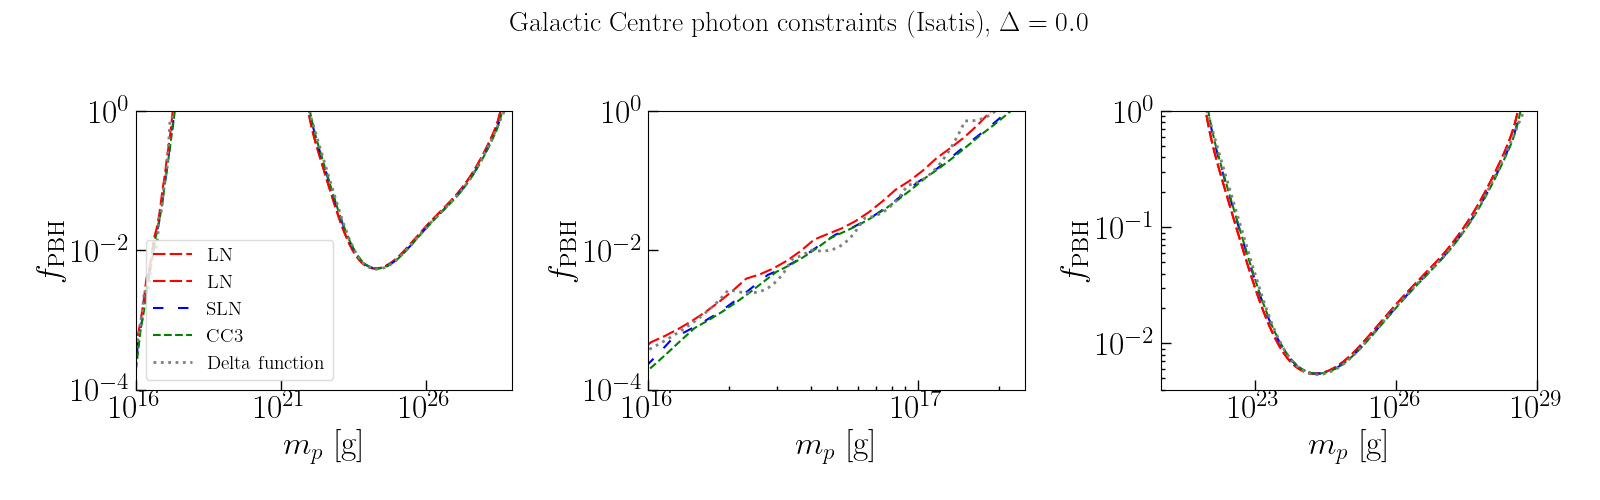 Galactic Centre photon constraints (Isatis), Δ = 0.0
f_PBH
10^0
10^−2
10^−4
LN
LN
SLN
CC3
Delta function
10^16
10^21
10^26
m_p [g]
f_PBH
10^0
10^−2
10^−4
10^16
10^17
m_p [g]
f_PBH
10^0
10^−1
10^−2
10^23
10^26
10^29
m_p [g]